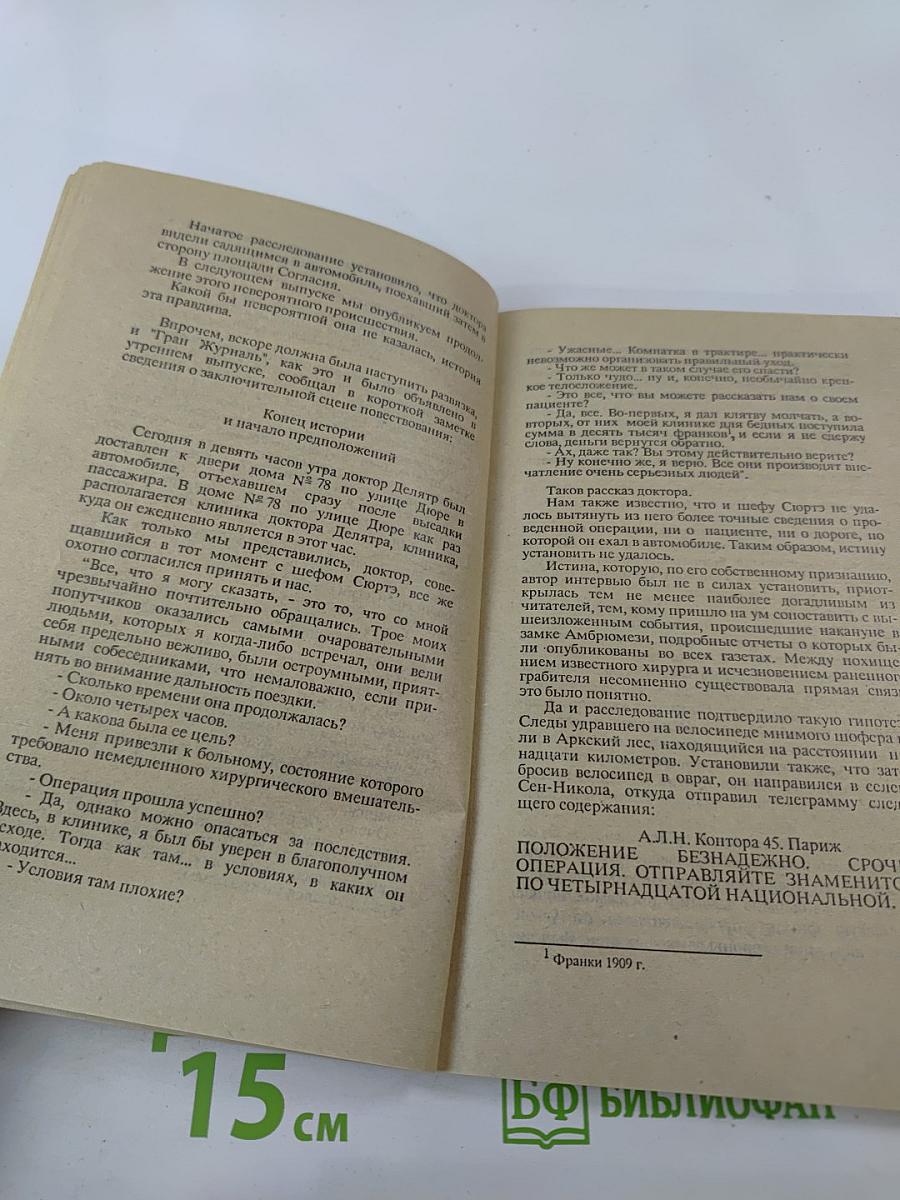 Начатое расследование установило, что доктора
видели садящимся в автомобиль, поехавший затем в
сторону площади Согласия.
В следующем выпуске мы опубликуем продол-
жение этого невероятного происшествия.
Какой бы невероятной она не казалась, история
эта правдива.
Впрочем, вскоре должна была наступить развязка,
и "Гран Журналь", как это и было объявлено в
утреннем выпуске, сообщал в короткой заметке
сведения о заключительной сцене повествования:
Конец истории
и начало предположений
Сегодня в девять часов утра доктор Делятр был
доставлен к двери дома № 78 по улице Дюре в
автомобиле, отъехавшем сразу после высадки
пассажира. В доме № 78 по улице Дюре как раз
располагается клиника доктора Делятра, клиника,
куда он ежедневно является в этот час.
Как только мы представились, доктор, сове-
щавшийся в тот момент с шефом Сюртэ, все же
охотно согласился принять и нас.
"Все, что я могу сказать, - это то, что со мной
чрезвычайно почтительно обращались. Трое моих
попутчиков оказались самыми очаровательными
людьми, которых я когда-либо встречал, они вели
себя предельно вежливо, были остроумными, прият-
ными собеседниками, что немаловажно, если при-
нять во внимание дальность поездки.
- Сколько времени она продолжалась?
- Около четырех часов.
- А какова была ее цель?
- Меня привезли к больному, состояние которого
требовало немедленного хирургического вмешатель-
ства.
- Операция прошла успешно?
- Да, однако можно опасаться за последствия.
Здесь, в клинике, я был бы уверен в благополучном
сходе. Тогда как там... в условиях, в каких он
аходится...
- Условия там плохие?
- Ужасные... Комнатка в трактире... практически
невозможно организовать правильный уход.
- Что же может в таком случае его спасти?
- Только чудо... ну и, конечно, необычайно креп-
кое телосложение.
- Это все, что вы можете рассказать нам о своем
пациенте?
- Да, все. Во-первых, я дал клятву молчать, а во-
вторых, от них моей клинике для бедных поступила
сумма в десять тысяч франков1, и если я не сдержу
слова, деньги вернутся обратно.
- Ах, даже так? Вы этому действительно верите?
- Ну конечно же, я верю. Все они производят впе-
чатление очень серьезных людей".
Таков рассказ доктора.
Нам также известно, что и шефу Сюртэ не уда-
лось вытянуть из него более точные сведения о про-
веденной операции, ни о пациенте, ни о дороге, по
которой он ехал в автомобиле. Таким образом, истину
установить не удалось.
Истина, которую, по его собственному признанию,
автор интервью был не в силах установить, приот-
крылась тем не менее наиболее догадливым из
читателей, тем, кому пришло на ум сопоставить с вы-
шеизложенным события, происшедшие накануне в
замке Амбрюмези, подробные отчеты о которых бы-
ли опубликованы во всех газетах. Между похище
нием известного хирурга и исчезновением раненого
грабителя несомненно существовала прямая связ
это было понятно.
Да и расследование подтвердило такую гипотез
Следы удравшего на велосипеде мнимого шофера
ли в Аркский лес, находящийся на расстоянии
надцати километров. Установили также, что зат
бросив велосипед в овраг, он направился в селе
Сен-Никола, откуда отправил телеграмму след
щего содержания:
А.Л.Н. Контора 45. Париж
ПОЛОЖЕНИЕ БЕЗНАДЕЖНО. СРОЧ
ОПЕРАЦИЯ. ОТПРАВЛЯЙТЕ ЗНАМЕНИТО
ПО ЧЕТЫРНАДЦАТОЙ НАЦИОНАЛЬНОЙ.
1 Франки 1909 г.
15 см
БФ БИБЛИОФАН